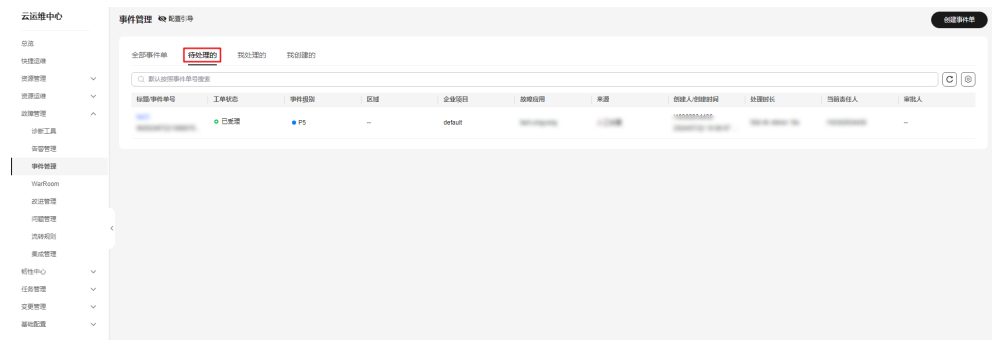 云运维中心
事件管理 配置引导
创建事件单
总览
快捷运维
资源管理
资源运维
故障管理
诊断工具
告警管理
事件管理
WarRoom
改进管理
问题管理
流转规则
集成管理
韧性中心
任务管理
变更管理
基础配置
全部事件单 待处理的 我处理的 我创建的
默认按照事件单号搜索
标题/事件单号 工单状态 事件级别 区域 企业项目 故障应用 来源 创建人/创建时间 处理时长 当前责任人 审批人
已受理 P5 -- default --